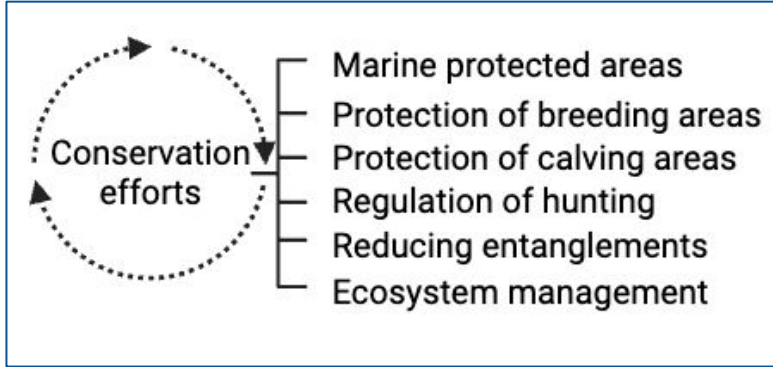 Conservation
efforts
Marine protected areas
Protection of breeding areas
Protection of calving areas
Regulation of hunting
Reducing entanglements
Ecosystem management